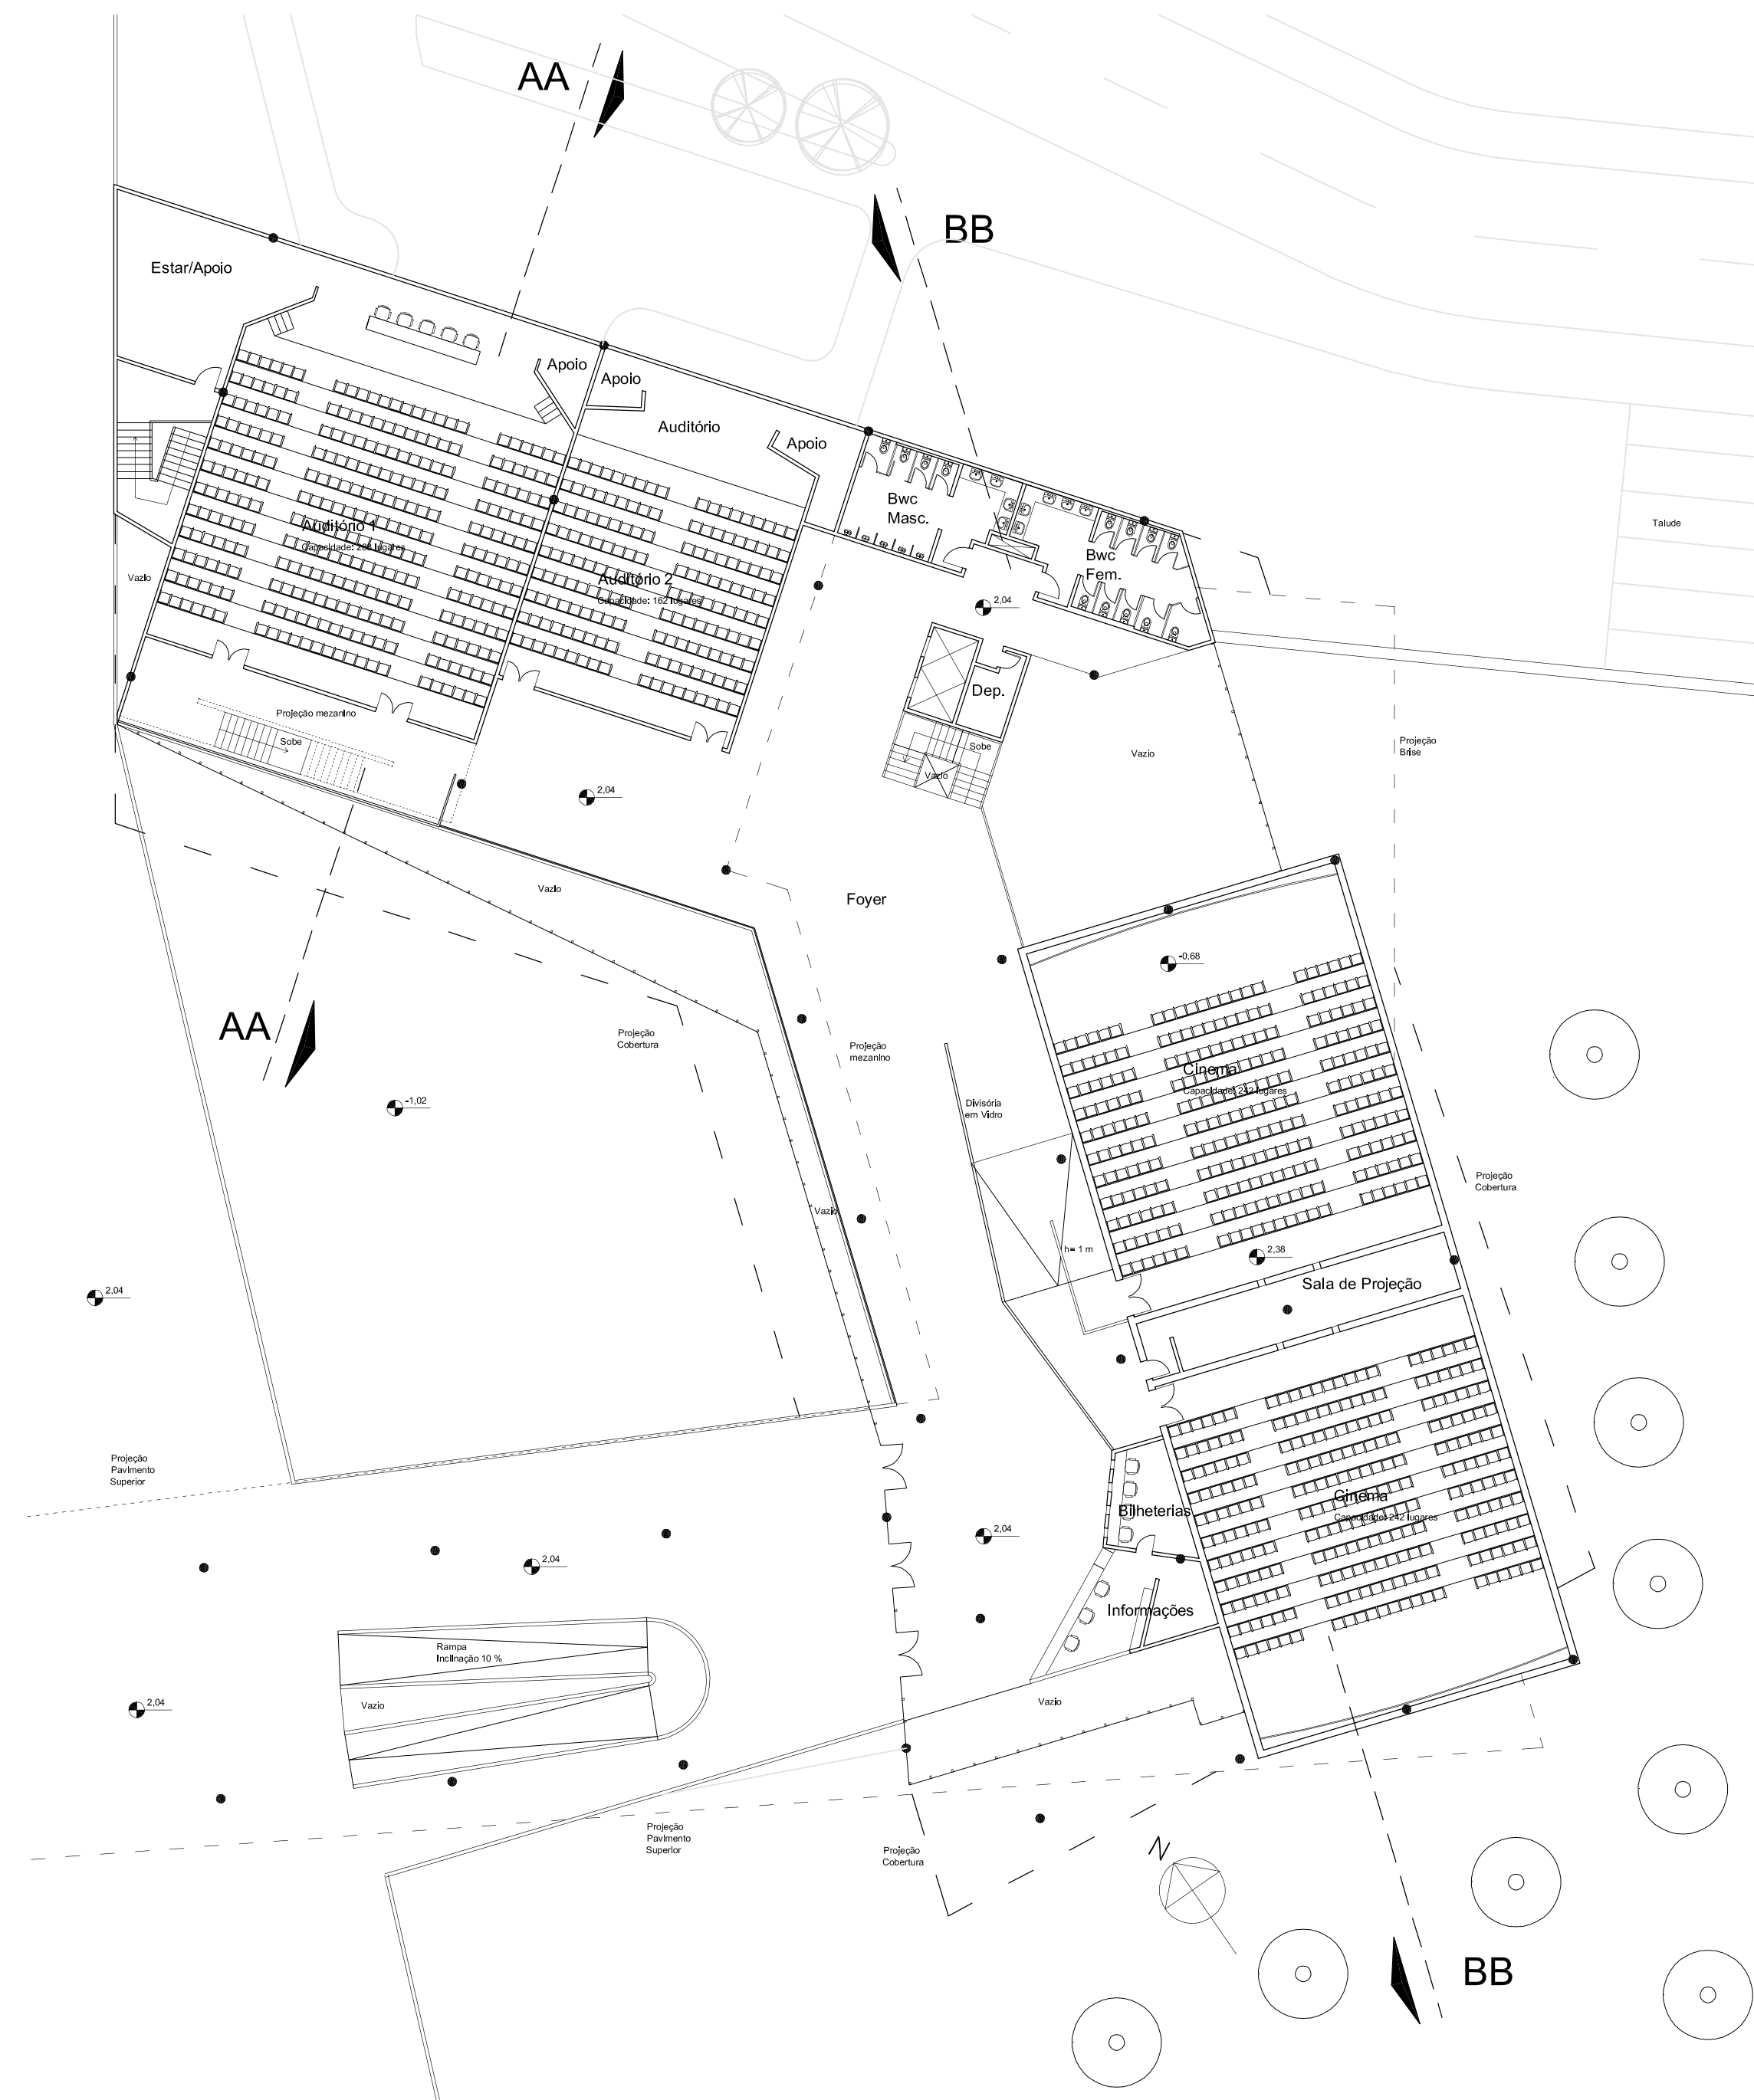 AA
BB
Estar/Apoio
Apoio
Apoio
Auditório
Apoio
Bwc
Masc.
Bwc
Fem.
Talude
Auditório 1
Vazio
Auditório 2
Capacidade: 162 lugares
2,04
Dep.
Projeção mezanino
Sobe
Sobe
Vazio
Vazio
Projeção
Brise
2,04
Vazio
Foyer
-0,68
AA
Projeção
Cobertura
Projeção
mezanino
Cinema
Capacidade: 242 lugares
Divisória
em Vidro
-1,02
Projeção
Cobertura
Vazio
h= 1 m
2,38
Sala de Projeção
2,04
Projeção
Pavimento
Superior
Cinema
Capacidade: 242 lugares
Bilheterias
2,04
2,04
Informações
Rampa
Inclinação 10 %
Vazio
2,04
Vazio
Projeção
Pavimento
Superior
Projeção
Cobertura
N
BB